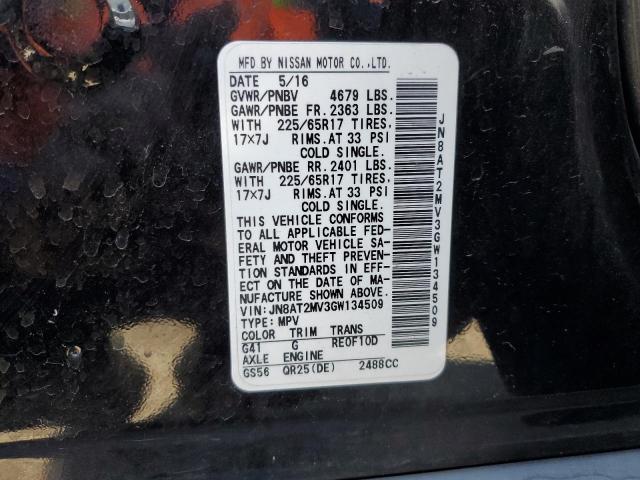 MFD BY NISSAN MOTOR CO.,LTD.
DATE 5/16
GVWR/PNBV 4679 LBS.
GAWR/PNBE FR. 2363 LBS.
WITH 225/65R17 TIRES,
17×7J RIMS.AT 33 PSI
COLD SINGLE.
GAWR/PNBE RR. 2401 LBS.
WITH 225/65R17 TIRES,
17×7J RIMS.AT 33 PSI
COLD SINGLE.
THIS VEHICLE CONFORMS
TO ALL APPLICABLE FED-
ERAL MOTOR VEHICLE SA-
FETY AND THEFT PREVEN-
TION STANDARDS IN EFF-
ECT ON THE DATE OF MA-
NUFACTURE SHOWN ABOVE.
VIN:JN8AT2MV3GW134509
TYPE:MPV
COLOR TRIM TRANS
G41 G RE0F10D
AXLE ENGINE
GS56 QR25(DE) 2488CC
JN8AT2MV3GW134509